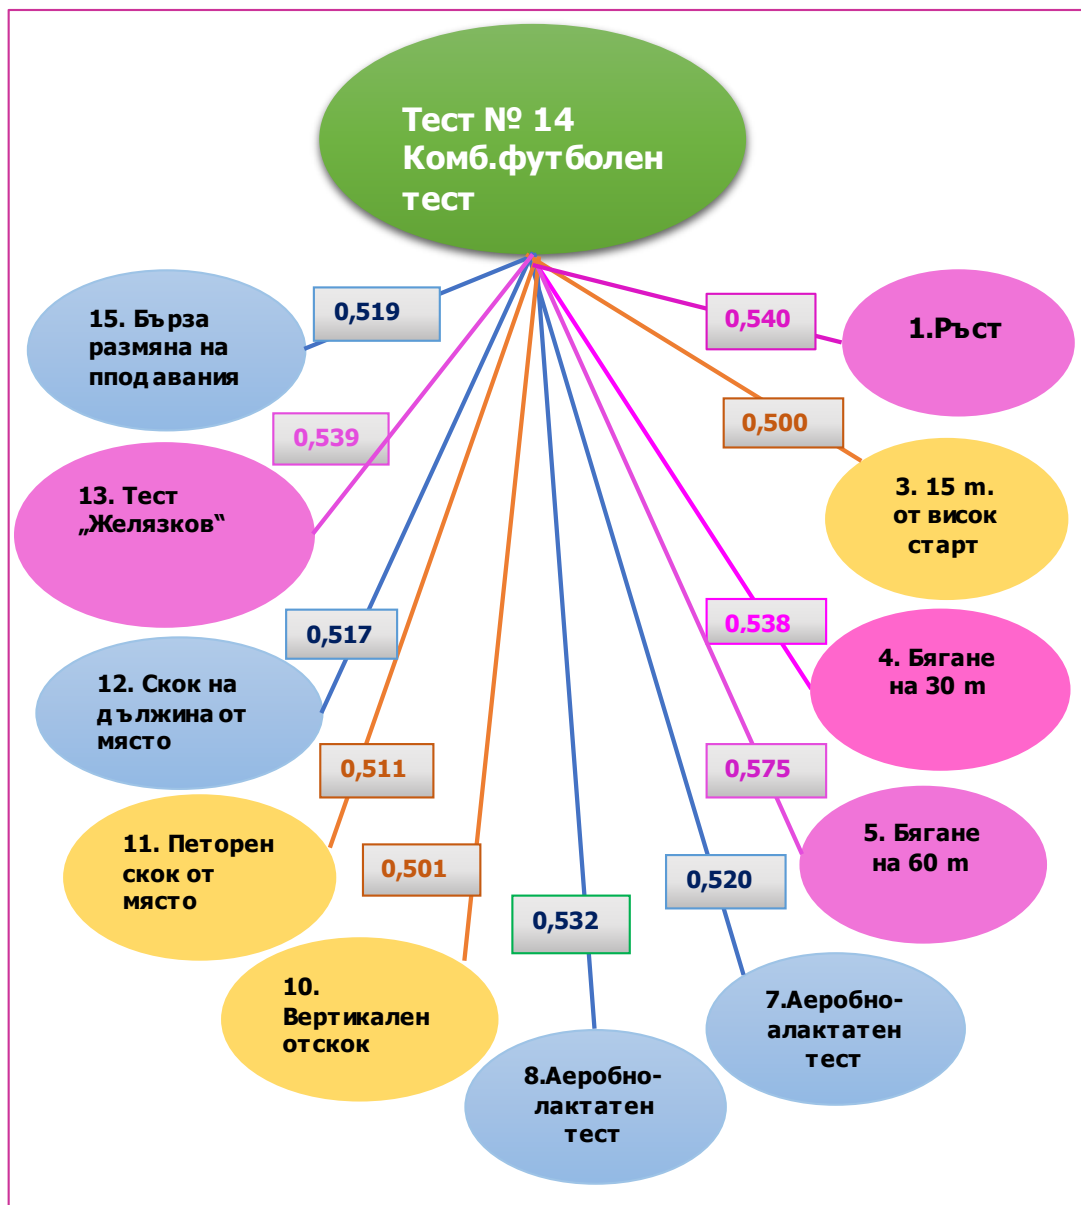 Тест № 14
Комб.футболен
тест
15. Бърза
размяна на
пподавания
0,519
0,540
1.Ръст
0,500
3. 15 m.
от висок
старт
0,539
13. Тест
„Желязков“
0,538
4. Бягане
на 30 m
0,517
12. Скок на
дължина от
място
0,575
5. Бягане
на 60 m
0,511
11. Петорен
скок от
място
0,501
10.
Вертикален
отскок
0,532
8.Аеробно-
лактатен
тест
0,520
7.Аеробно-
алактатен
тест